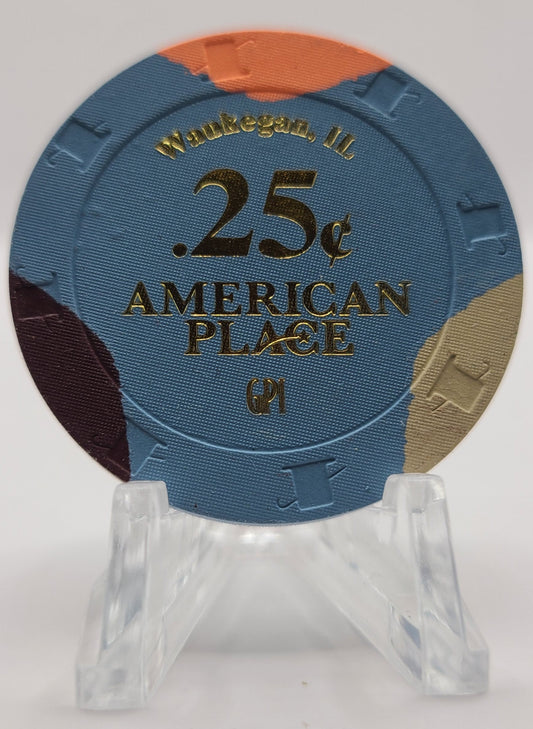 Waukegan, IL
.25¢
AMERICAN
PLACE
GPI